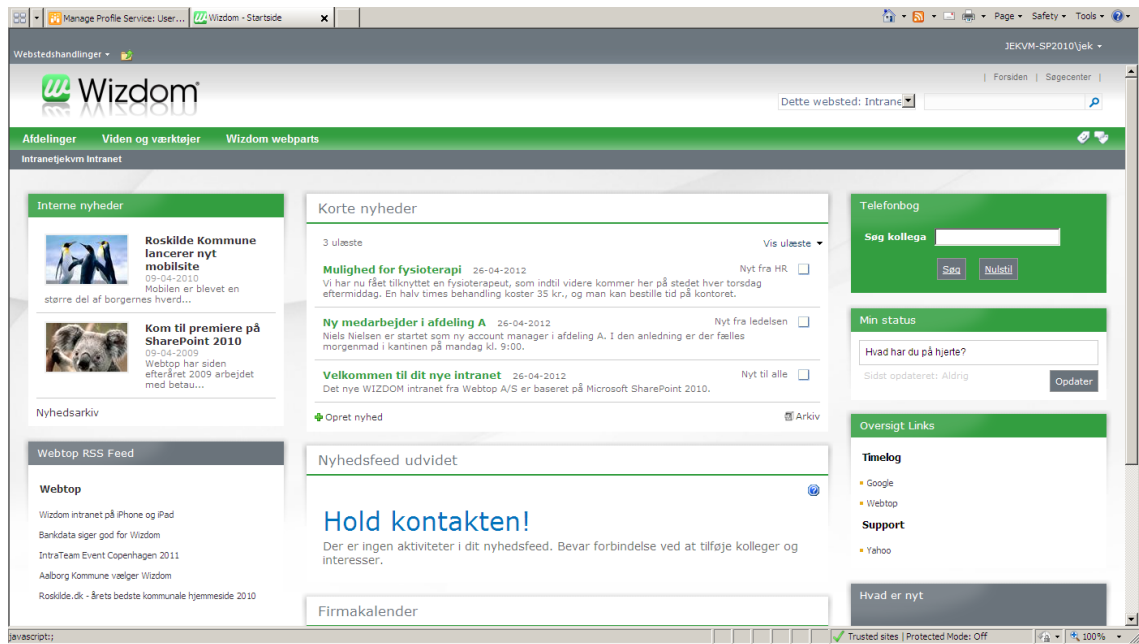 Manage Profile Service: User...
Wizdom - Startside
Page
Safety
Tools
Webstedshandlinger
JEKVM-SP2010\jek
Wizdom
| Forsiden | Søgecenter |
Dette websted: Intrane
Afdelinger
Viden og værktøjer
Wizdom webparts
Intranetjekvm Intranet
Interne nyheder
Roskilde Kommune
lancerer nyt
mobilsite
09-04-2010
Mobilen er blevet en
større del af borgernes hverd...
Kom til premiere på
SharePoint 2010
09-04-2009
Webtop har siden
efteråret 2009 arbejdet
med betau...
Nyhedsarkiv
Webtop RSS Feed
Webtop
Wizdom intranet på iPhone og iPad
Bankdata siger god for Wizdom
IntraTeam Event Copenhagen 2011
Aalborg Kommune vælger Wizdom
Roskilde.dk - årets bedste kommunale hjemmeside 2010
Korte nyheder
3 ulæste
Vis ulæste
Mulighed for fysioterapi 26-04-2012 Nyt fra HR
Vi har nu fået tilknyttet en fysioterapeut, som indtil videre kommer her på stedet hver torsdag
eftermiddag. En halv times behandling koster 35 kr., og man kan bestille tid på kontoret.
Ny medarbejder i afdeling A 26-04-2012 Nyt fra ledelsen
Niels Nielsen er startet som ny account manager i afdeling A. I den anledning er der fælles
morgenmad i kantinen på mandag kl. 9:00.
Velkommen til dit nye intranet 26-04-2012 Nyt til alle
Det nye WIZDOM intranet fra Webtop A/S er baseret på Microsoft SharePoint 2010.
Opret nyhed
Arkiv
Nyhedsfeed udvidet
Hold kontakten!
Der er ingen aktiviteter i dit nyhedsfeed. Bevar forbindelse ved at tilføje kolleger og
interesser.
Firmakalender
Telefonbog
Søg kollega
Søg
Nulstil
Min status
Hvad har du på hjerte?
Sidst opdateret: Aldrig
Opdater
Oversigt Links
Timelog
Google
Webtop
Support
Yahoo
Hvad er nyt
javascript:;
Trusted sites | Protected Mode: Off
100%